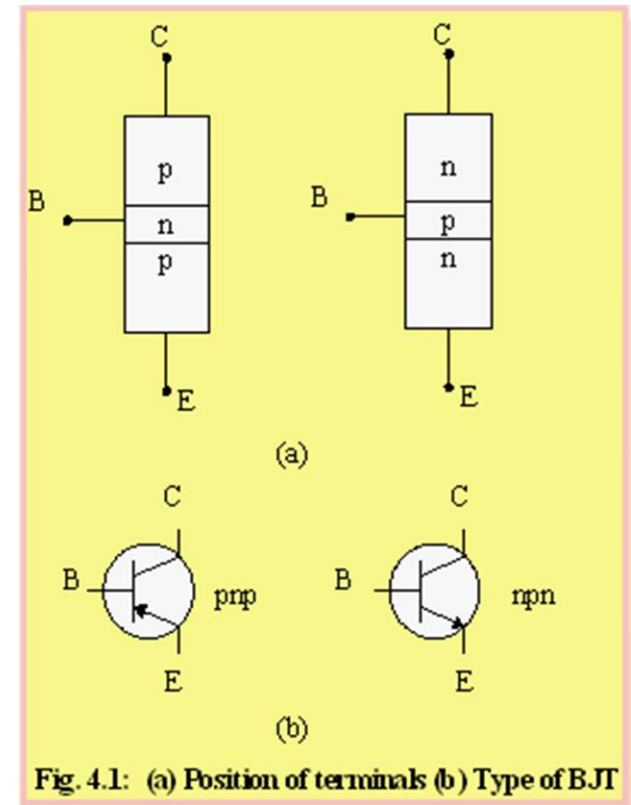 C C
p n
B B
n p
p n
E E
(a)
C C
B pnp B npn
E E
(b)
Fig. 4.1: (a) Position of terminals (b) Type of BJT